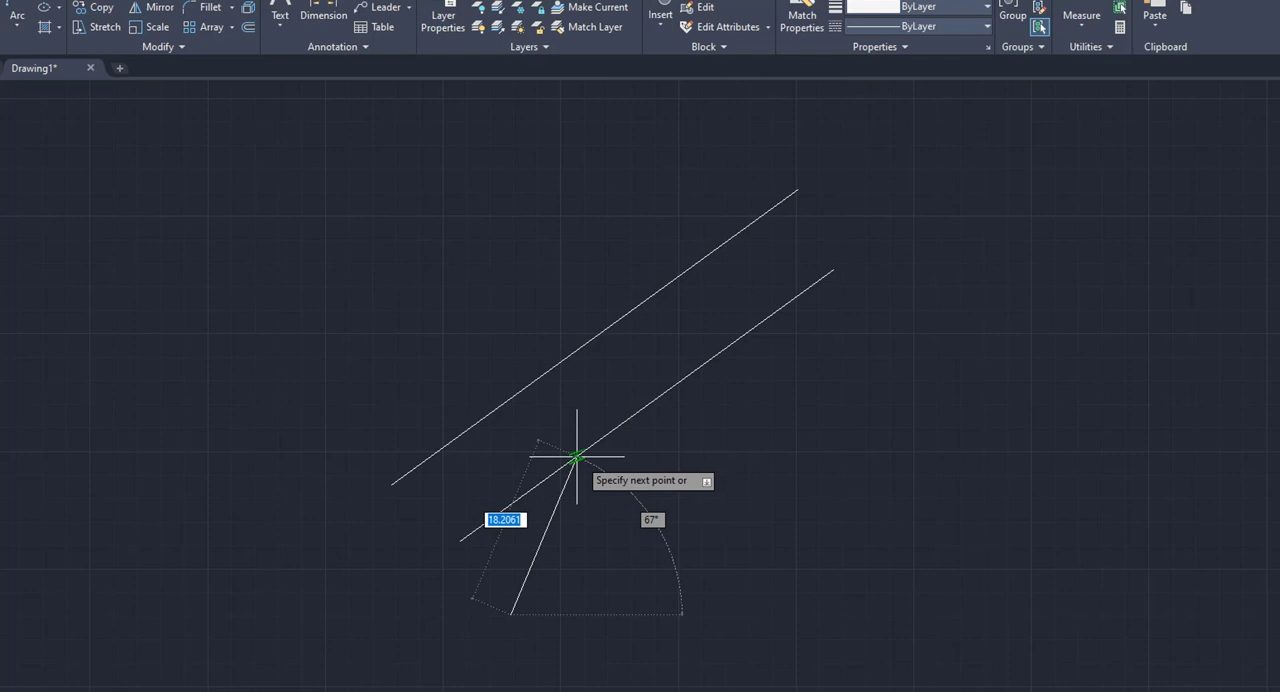 Arc
Copy
Mirror
Fillet
Text
Dimension
Leader
Layer
Properties
Make Current
Insert
Edit
Match
Properties
ByLayer
Group
Measure
Paste
Stretch
Scale
Array
Table
Match Layer
Edit Attributes
ByLayer
Modify
Annotation
Layers
Block
Properties
Groups
Utilities
Clipboard
Drawing1*
Specify next point or
18.2061
67°